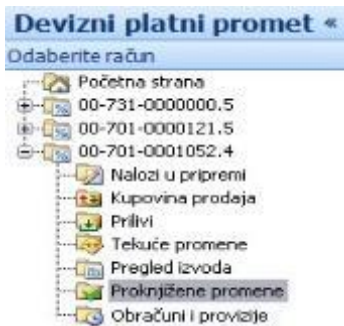 Devizni platni promet «
Odaberite račun
Početna strana
00-731-0000000.5
00-701-0000121.5
00-701-0001052.4
Nalozi u pripremi
Kupovina prodaja
Prilivi
Tekuće promene
Pregled izvoda
Proknjižene promene
Obračuni i provizije